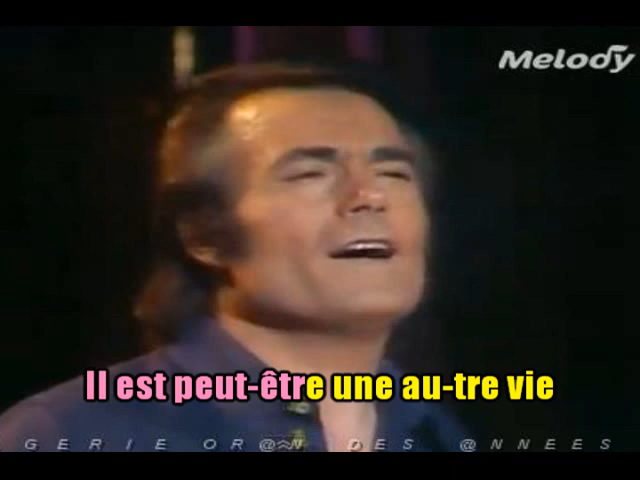 Melody
Il est peut-être une au-tre vie
G E R I E O R @ N D E S @ N N E E S